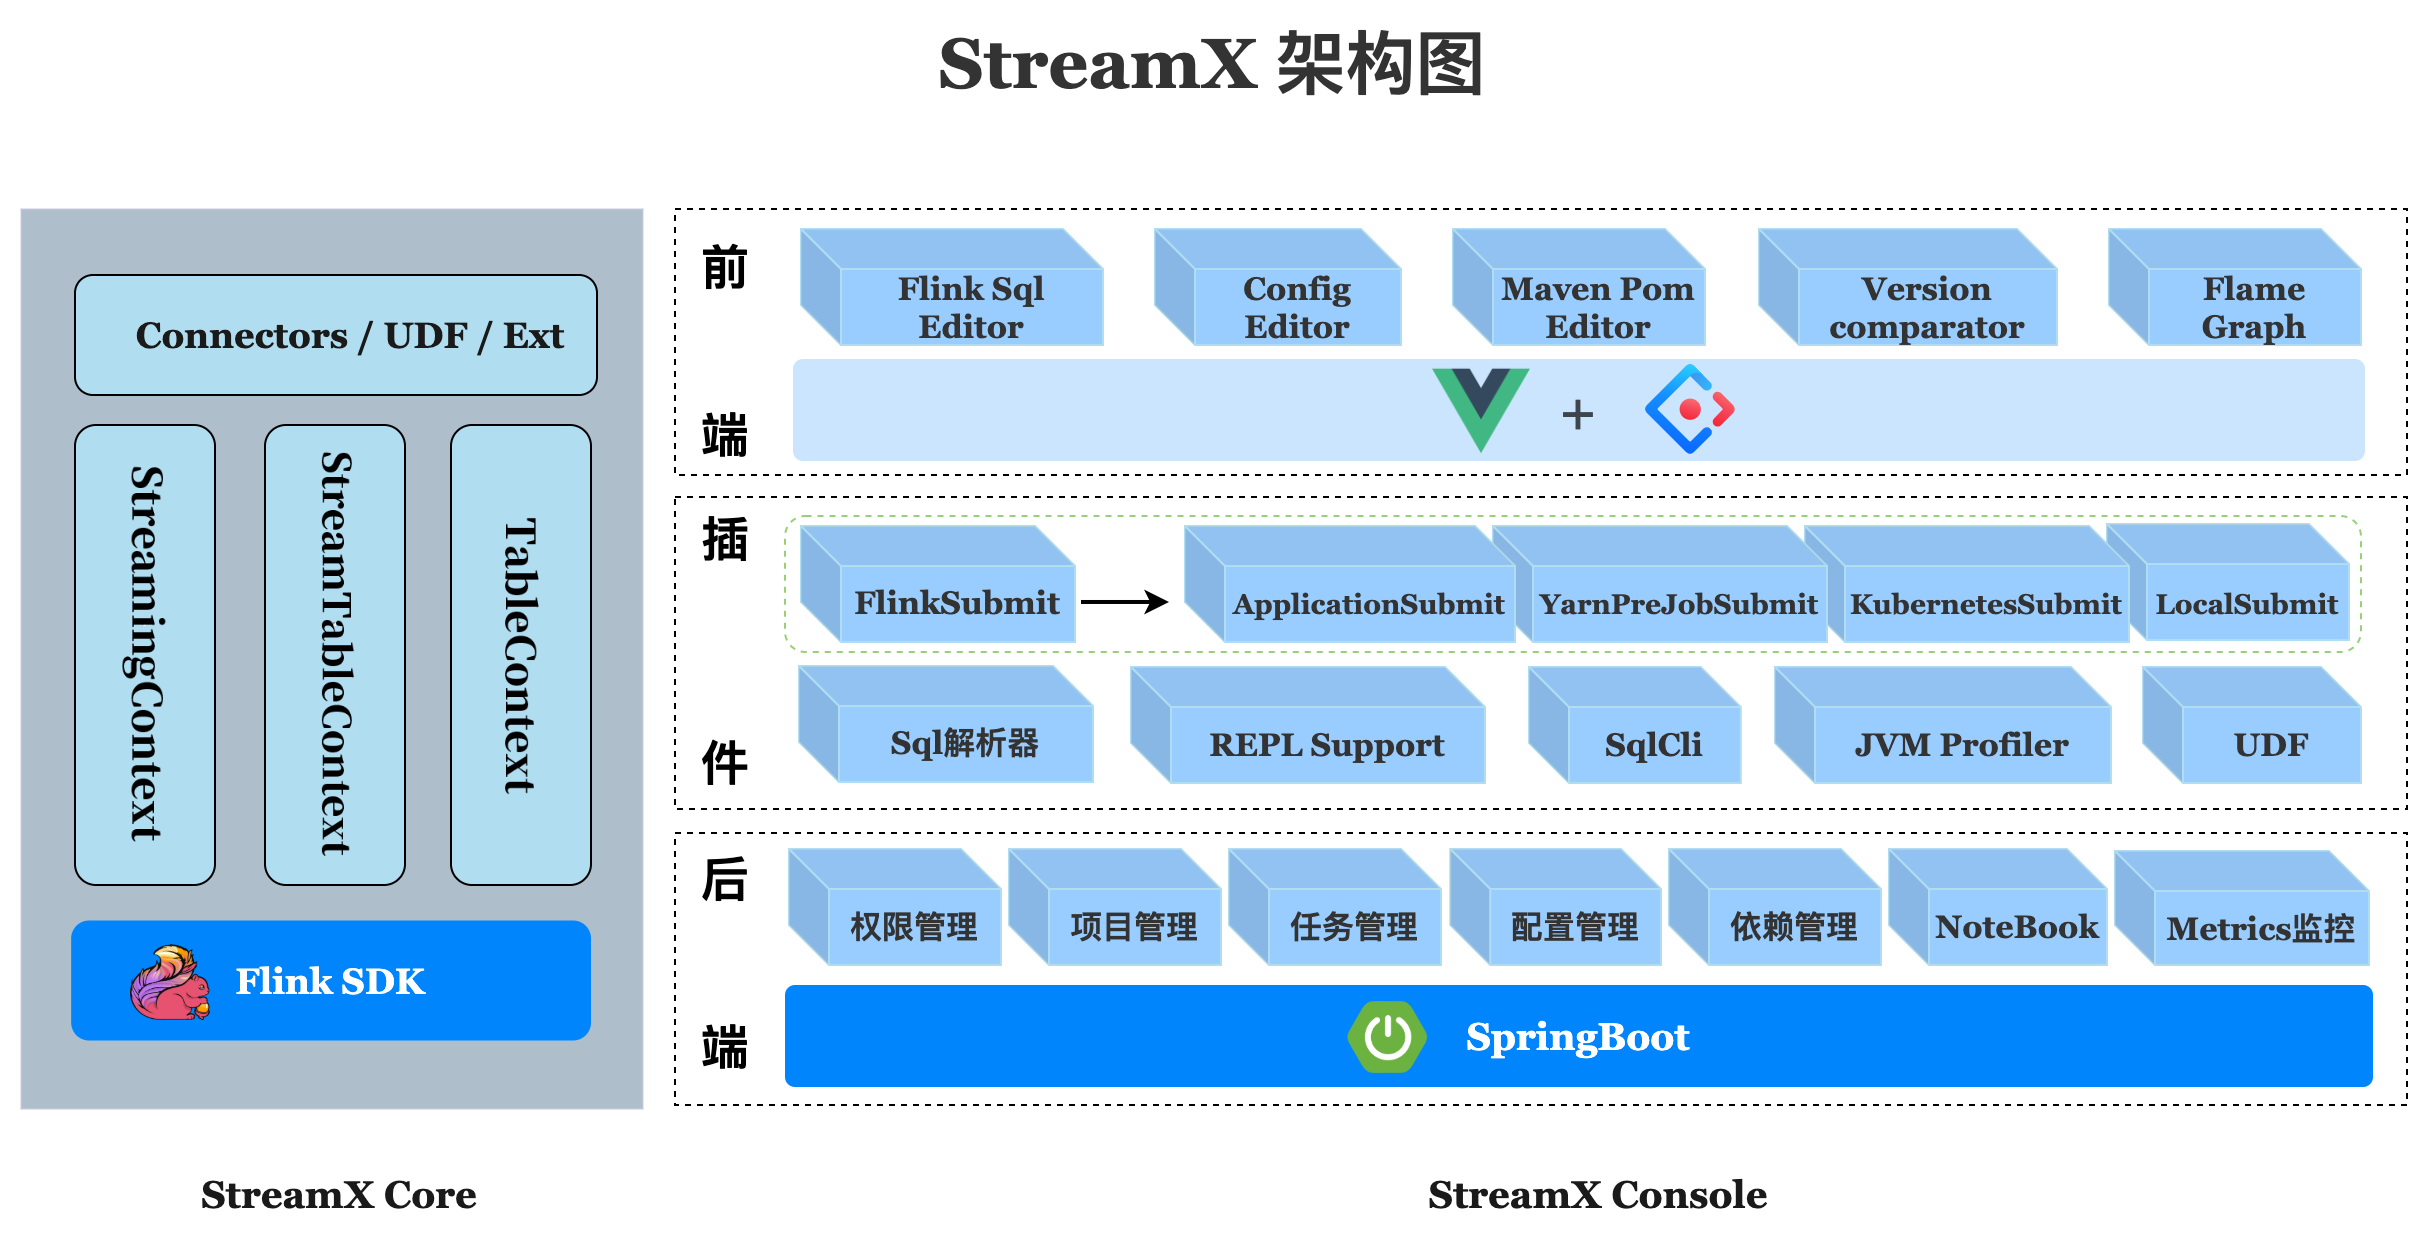 StreamX 架构图
Connectors / UDF / Ext
StreamingContext
StreamTableContext
TableContext
Flink SDK
StreamX Core
前
端
Flink Sql
Editor
Config
Editor
Maven Pom
Editor
Version
comparator
Flame
Graph
+
插
件
FlinkSubmit
ApplicationSubmit
YarnPreJobSubmit
KubernetesSubmit
LocalSubmit
Sql解析器
REPL Support
SqlCli
JVM Profiler
UDF
后
端
权限管理
项目管理
任务管理
配置管理
依赖管理
NoteBook
Metrics监控
SpringBoot
StreamX Console